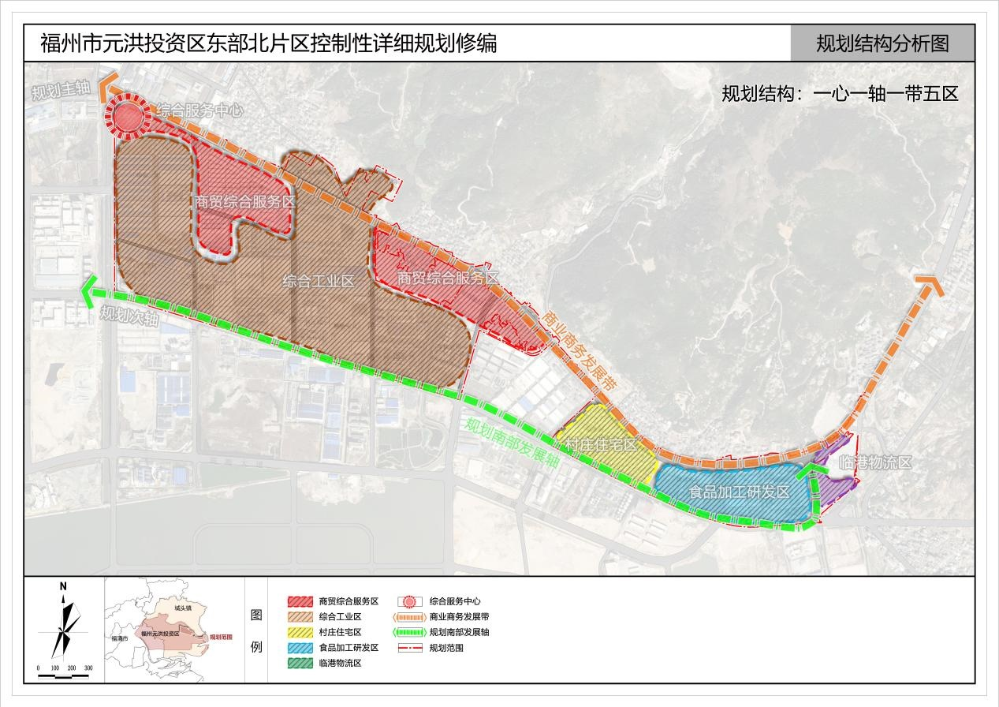 福州市元洪投资区东部北片区控制性详细规划修编
规划结构分析图
规划结构：一心一轴一带五区
规划主轴
综合服务中心
商贸综合服务区
综合工业区
商贸综合服务区
规划次轴
商业商务发展带
规划南部发展轴
村庄住宅区
食品加工研发区
临港物流区
N
0 100 200 300
城头镇
福州元洪投资区
福清市
规划范围
图例
商贸综合服务区
综合服务中心
综合工业区
商业商务发展带
村庄住宅区
规划南部发展轴
食品加工研发区
规划范围
临港物流区